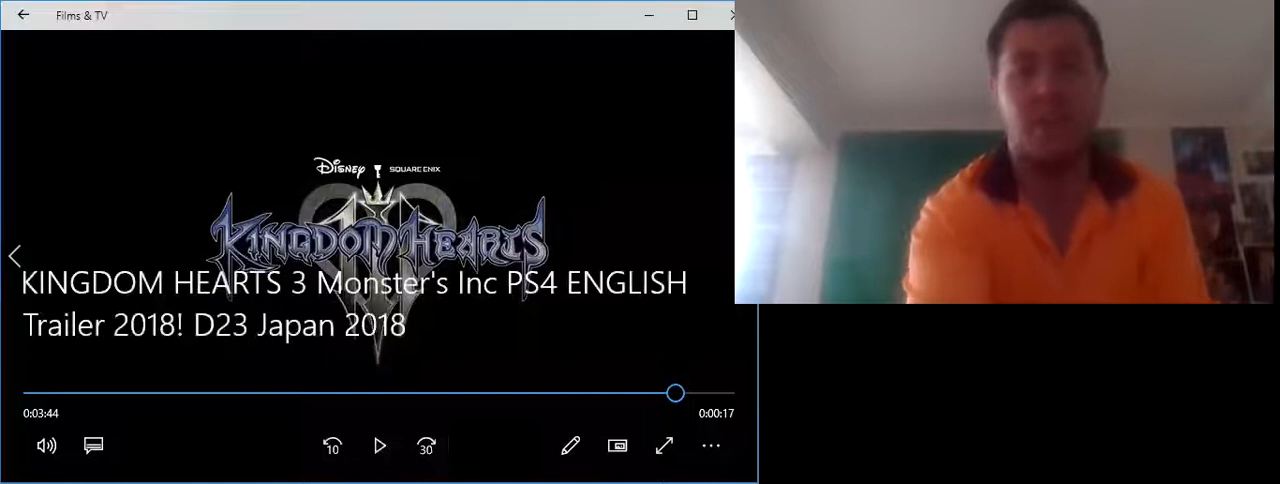 Films & TV
Disney SQUARE ENIX
KINGDOM HEARTS
III
KINGDOM HEARTS 3 Monster's Inc PS4 ENGLISH
Trailer 2018! D23 Japan 2018
0:03:44
0:00:17
10
30